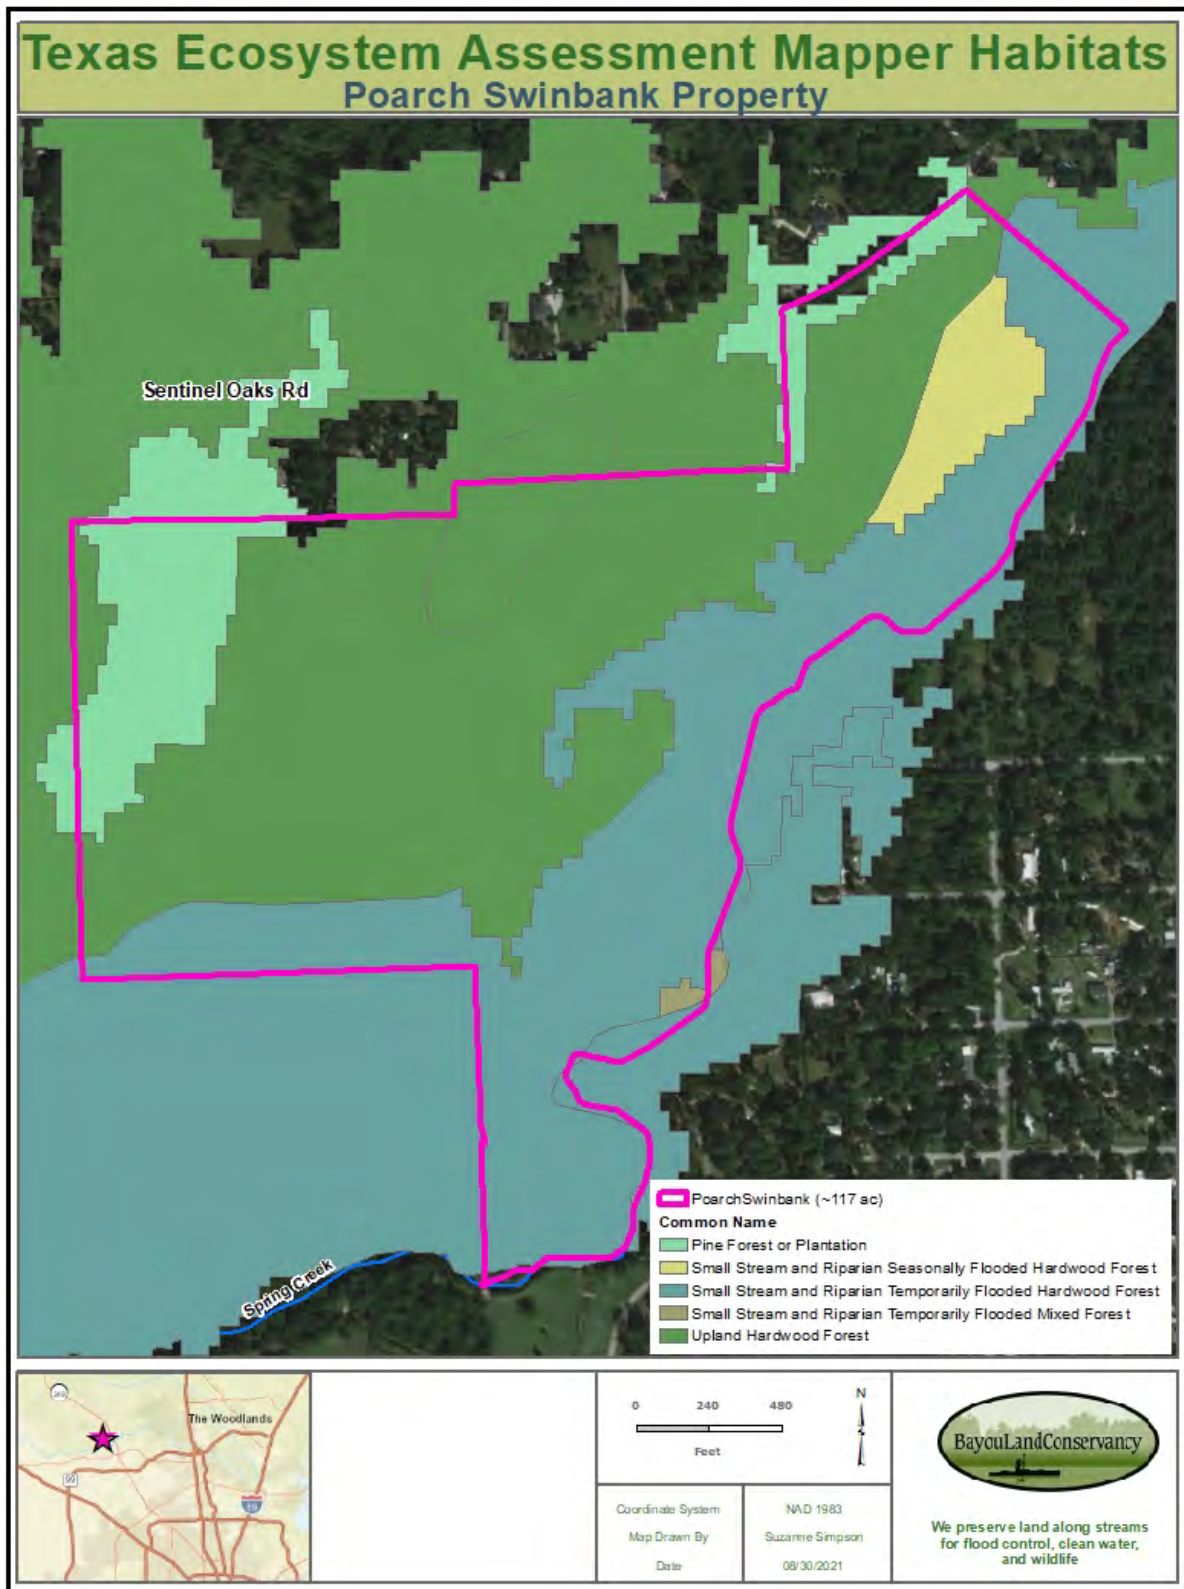 Texas Ecosystem Assessment Mapper Habitats
Poarch Swinbank Property
Sentinel Oaks Rd
Spring Creek
PoarchSwinbank (~117 ac)
Common Name
Pine Forest or Plantation
Small Stream and Riparian Seasonally Flooded Hardwood Forest
Small Stream and Riparian Temporarily Flooded Hardwood Forest
Small Stream and Riparian Temporarily Flooded Mixed Forest
Upland Hardwood Forest
The Woodlands
99
69
0 240 480
Feet
N
Coordinate System NAD 1983
Map Drawn By Suzanne Simpson
Date 08/30/2021
BayouLandConservancy
We preserve land along streams
for flood control, clean water,
and wildlife